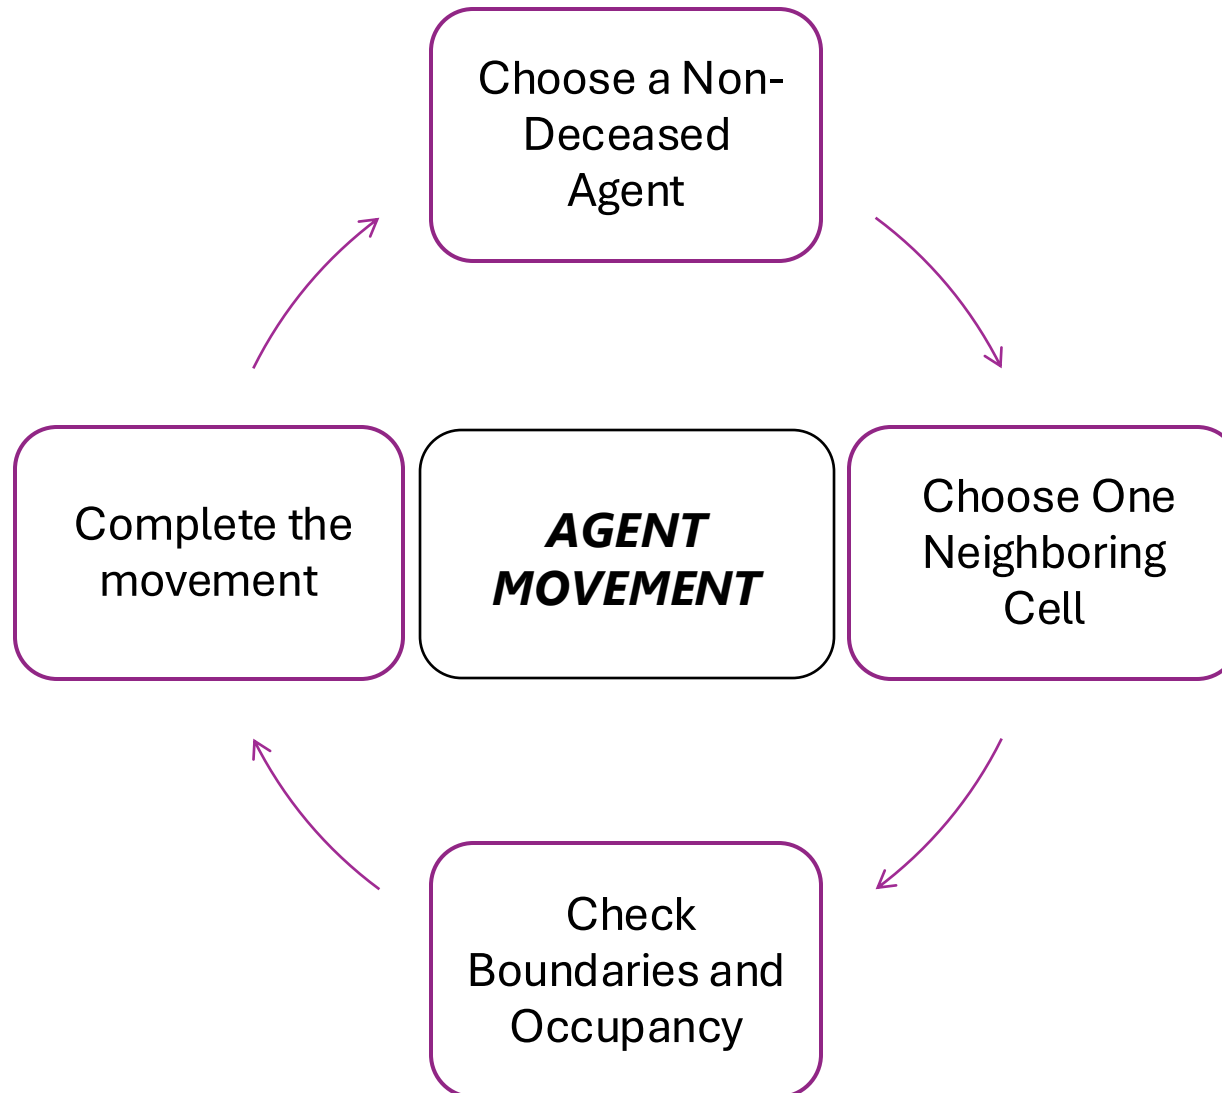 Choose a Non-
Deceased
Agent
Complete the
movement
AGENT
MOVEMENT
Choose One
Neighboring
Cell
Check
Boundaries and
Occupancy